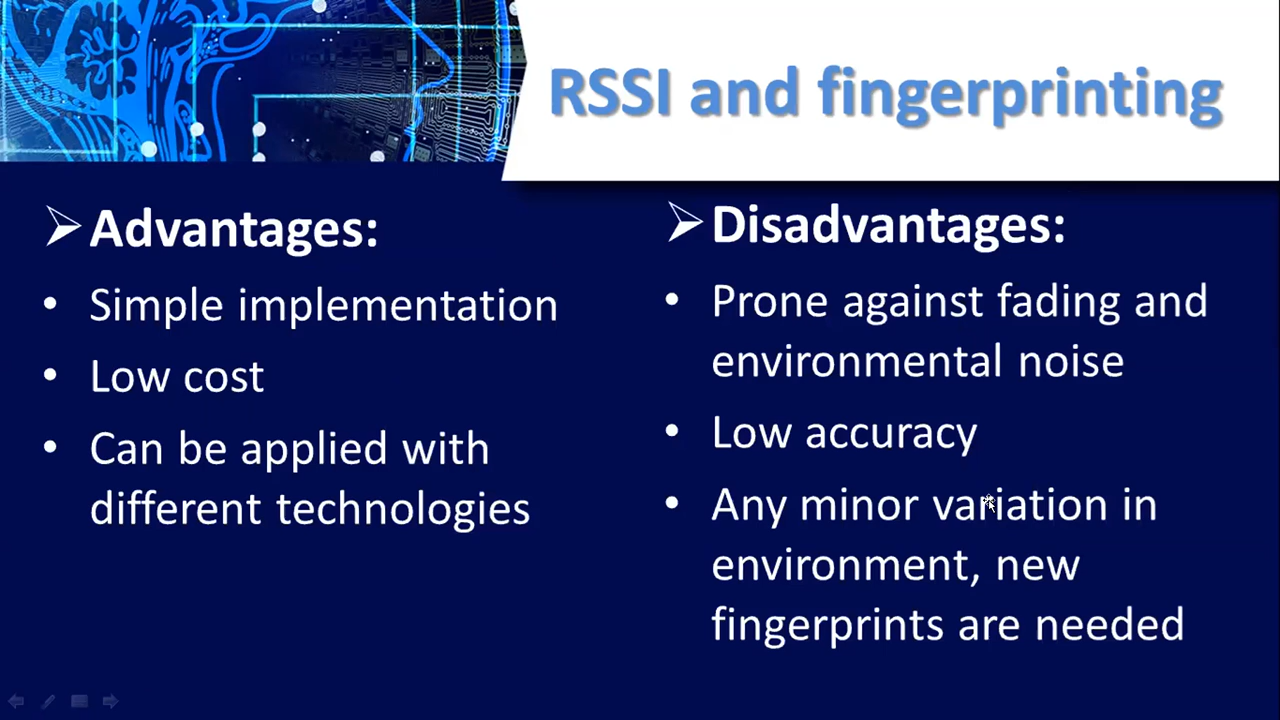 RSSI and fingerprinting
Advantages:
• Simple implementation
• Low cost
• Can be applied with
different technologies
Disadvantages:
• Prone against fading and
environmental noise
• Low accuracy
• Any minor variation in
environment, new
fingerprints are needed